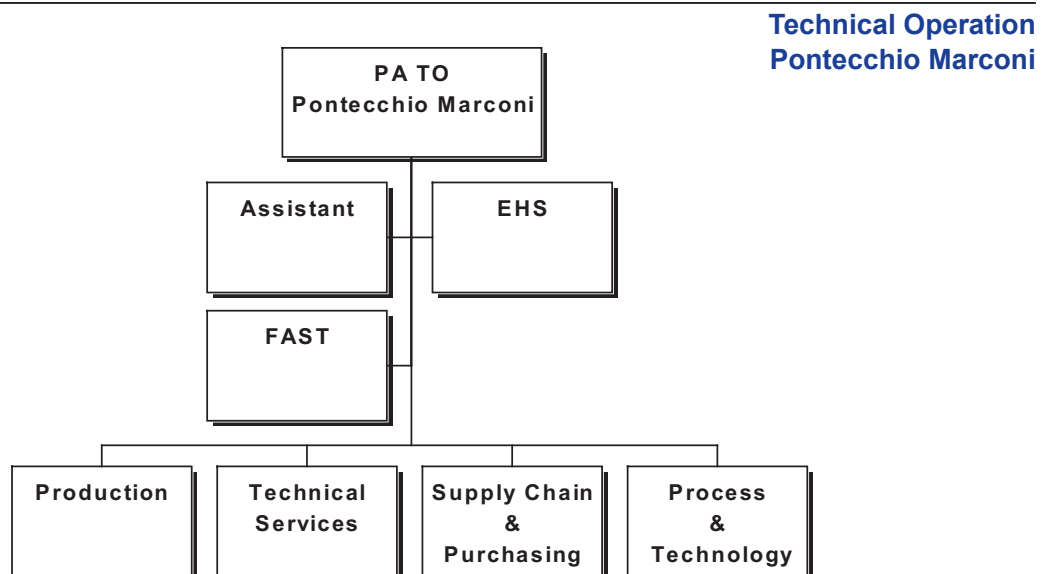 Technical Operation
Pontecchio Marconi
PA TO
Pontecchio Marconi
Assistant
EHS
FAST
Production
Technical
Services
Supply Chain
&
Purchasing
Process
&
Technology